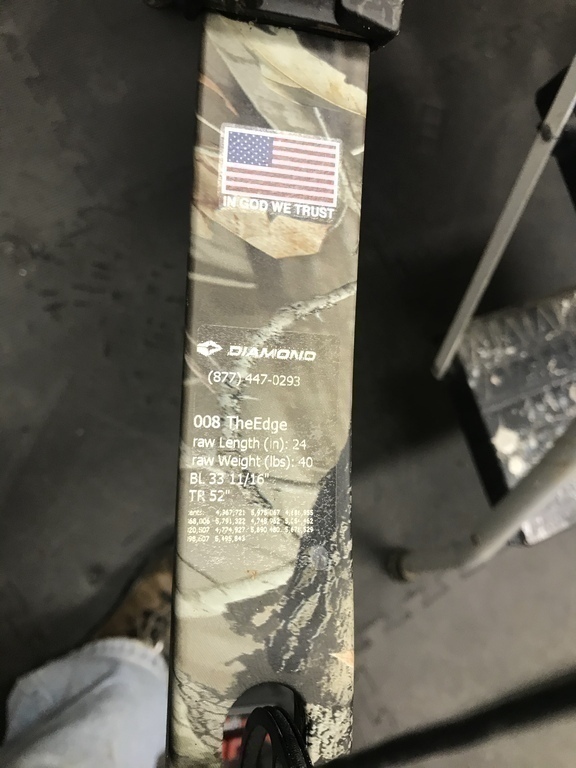 IN GOD WE TRUST
DIAMOND
(877) 447-0293
008 TheEdge
raw Length (in): 24
raw Weight (lbs): 40
BL 33 11/16"
TR 52"